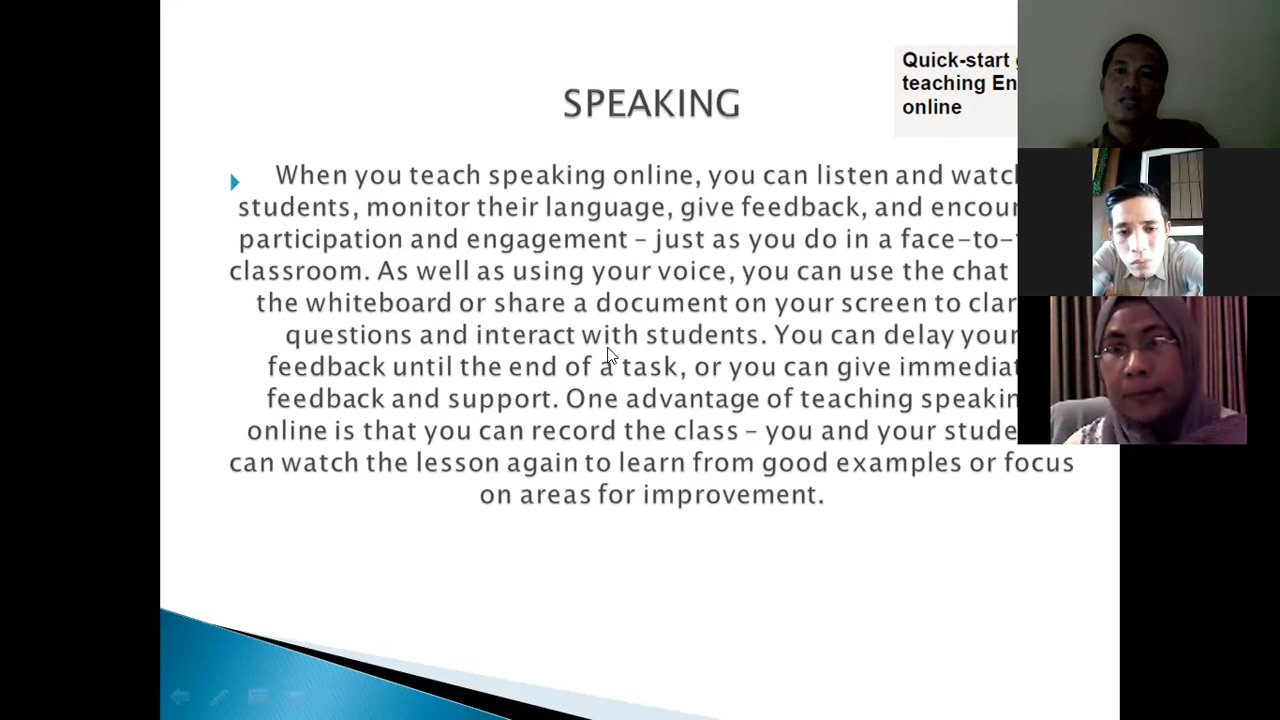 Quick-start
teaching En
online
SPEAKING
When you teach speaking online, you can listen and watc
students, monitor their language, give feedback, and encour
participation and engagement – just as you do in a face-to-
classroom. As well as using your voice, you can use the chat
the whiteboard or share a document on your screen to clar
questions and interact with students. You can delay your
feedback until the end of a task, or you can give immediat
feedback and support. One advantage of teaching speakin
online is that you can record the class – you and your stude
can watch the lesson again to learn from good examples or focus
on areas for improvement.